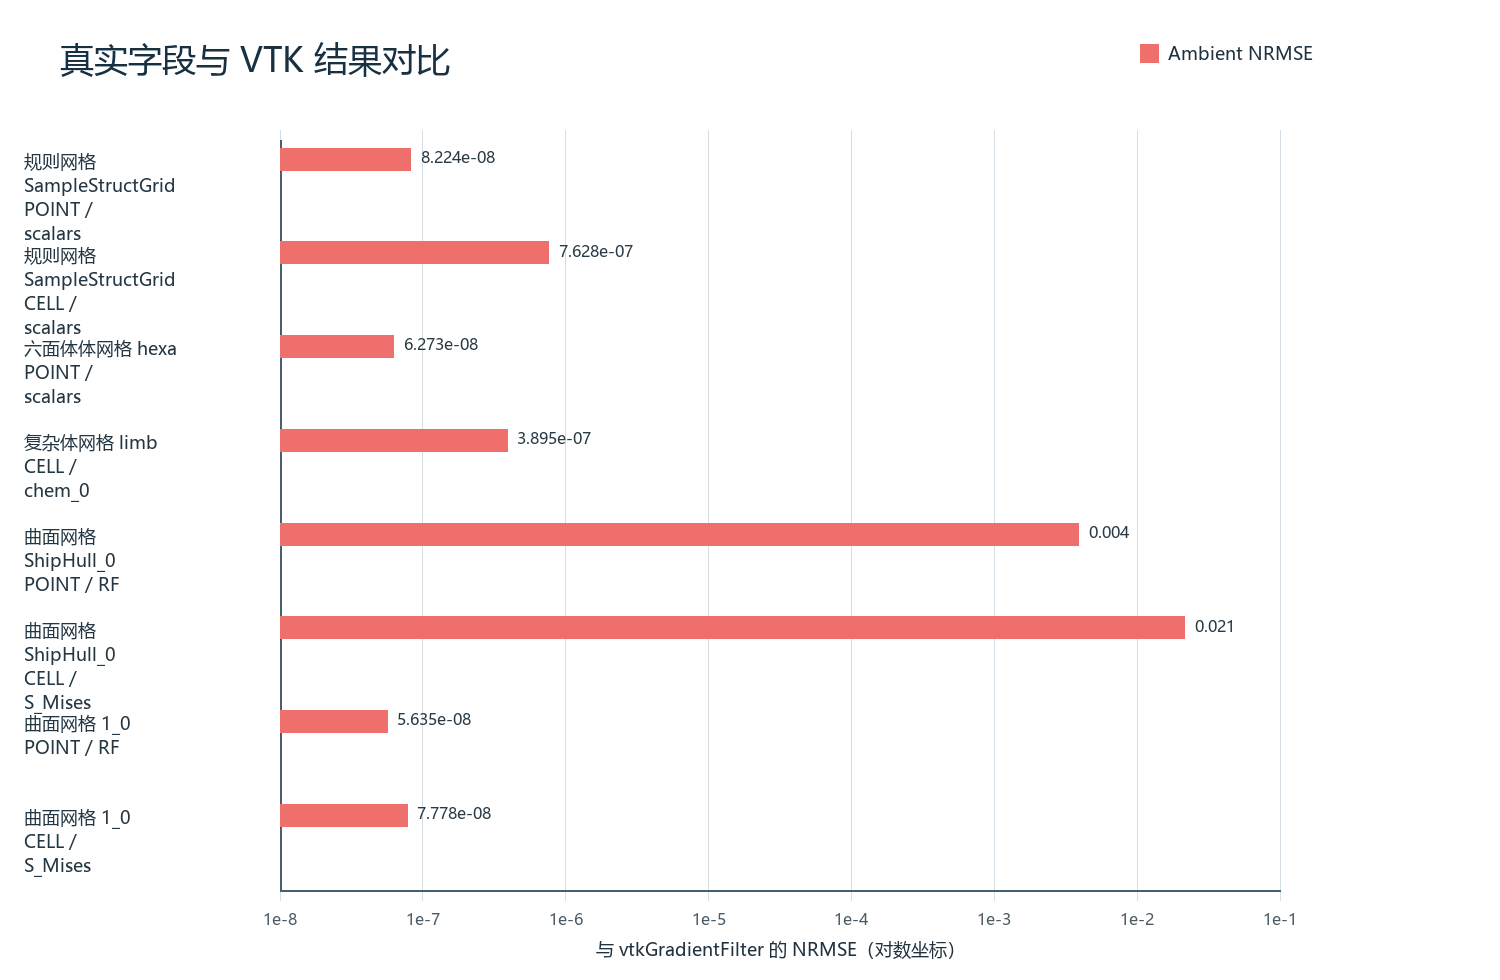 真实字段与 VTK 结果对比
Ambient NRMSE
规则网格
SampleStructGrid
POINT /
scalars
8.224e-08
规则网格
SampleStructGrid
CELL /
scalars
7.628e-07
六面体体网格 hexa
POINT /
scalars
6.273e-08
复杂体网格 limb
CELL /
chem_0
3.895e-07
曲面网格
ShipHull_0
POINT / RF
0.004
曲面网格
ShipHull_0
CELL /
S_Mises
0.021
曲面网格 1_0
POINT / RF
5.635e-08
曲面网格 1_0
CELL /
S_Mises
7.778e-08
1e-8 1e-7 1e-6 1e-5 1e-4 1e-3 1e-2 1e-1
与 vtkGradientFilter 的 NRMSE（对数坐标）